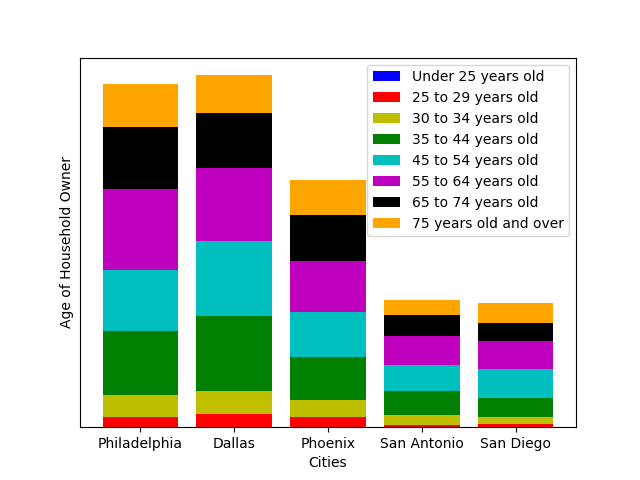 Under 25 years old
25 to 29 years old
30 to 34 years old
35 to 44 years old
45 to 54 years old
55 to 64 years old
65 to 74 years old
75 years old and over
Age of Household Owner
Philadelphia Dallas Phoenix San Antonio San Diego
Cities